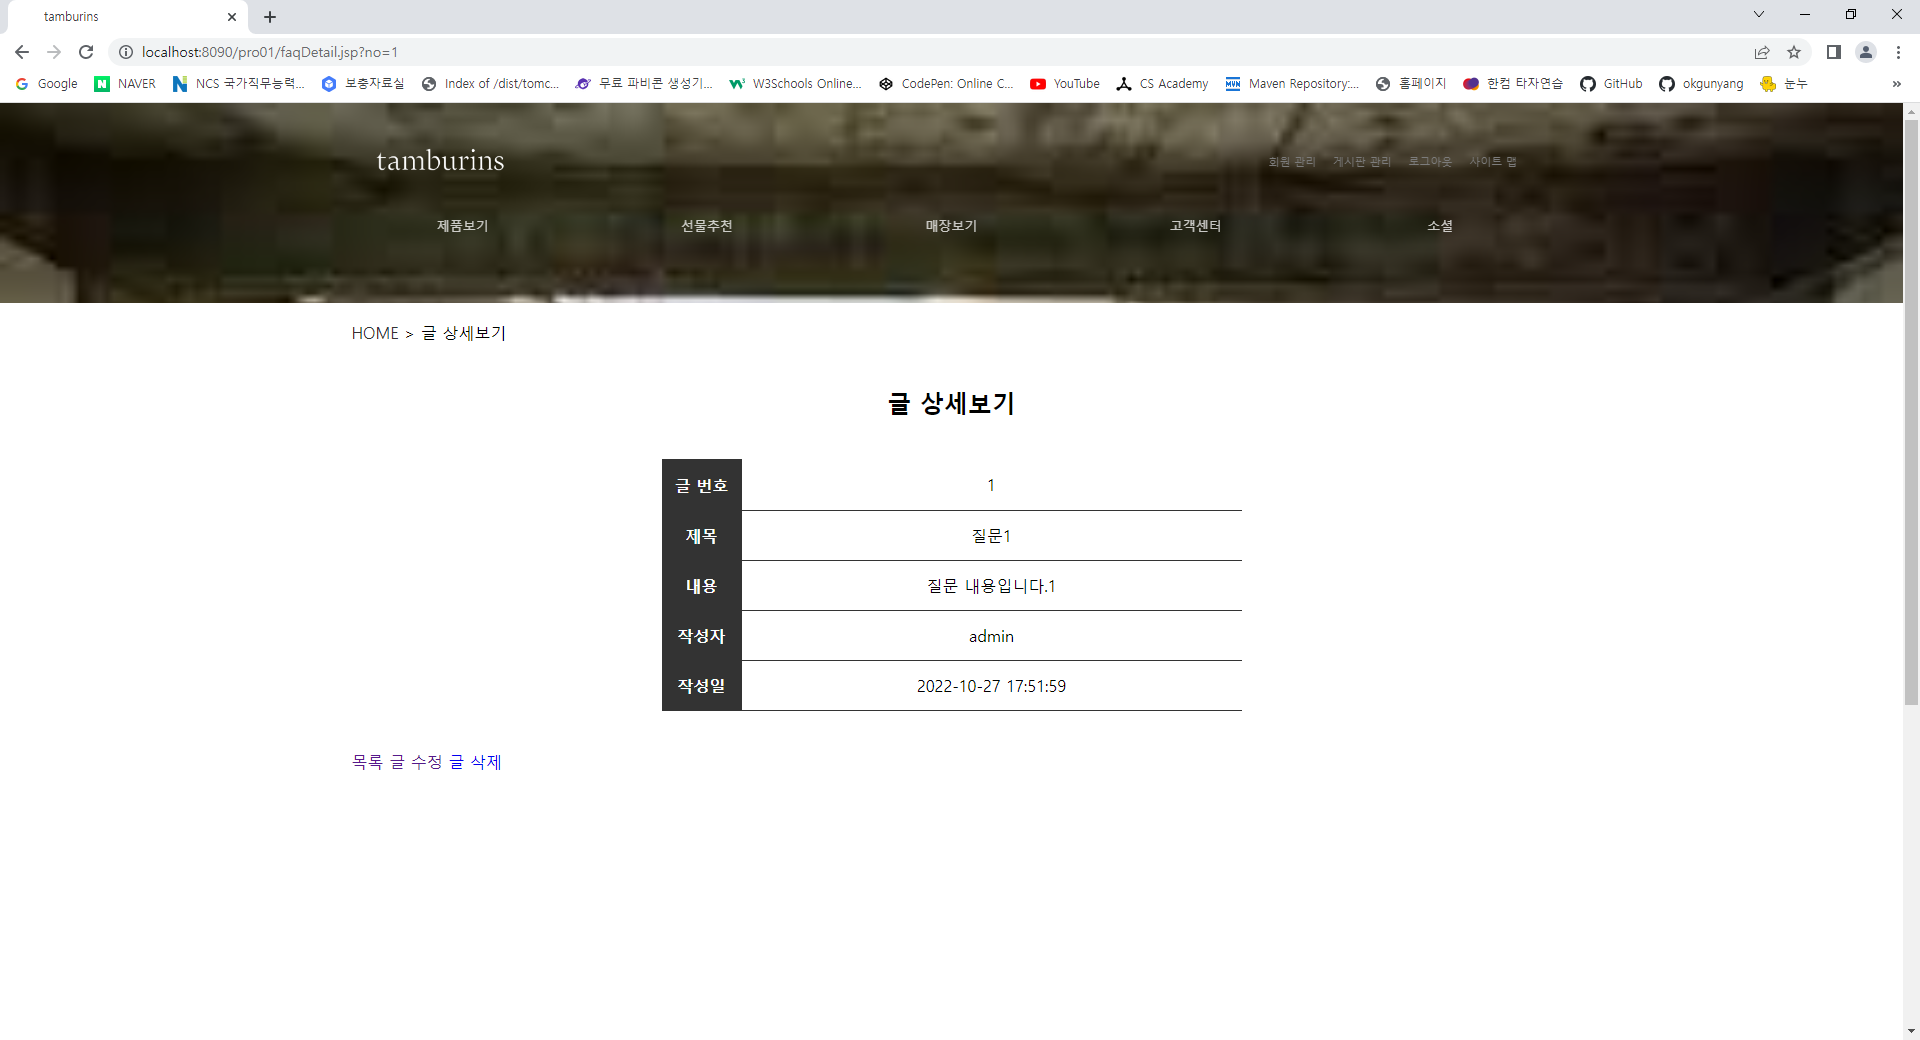 tamburins
localhost:8090/pro01/faqDetail.jsp?no=1
Google NAVER NCS 국가직무능력... 보충자료실 Index of /dist/tomc... 무료 파비콘 생성기... W3Schools Online... CodePen: Online C... YouTube CS Academy Maven Repository:... 홈페이지 한컴 타자연습 GitHub okgunyang 눈누 »
tamburins
회원 관리 게시판 관리 로그아웃 사이트 맵
제품보기 선물추천 매장보기 고객센터 소셜
HOME > 글 상세보기
글 상세보기
글 번호 1
제목 질문1
내용 질문 내용입니다.1
작성자 admin
작성일 2022-10-27 17:51:59
목록 글 수정 글 삭제